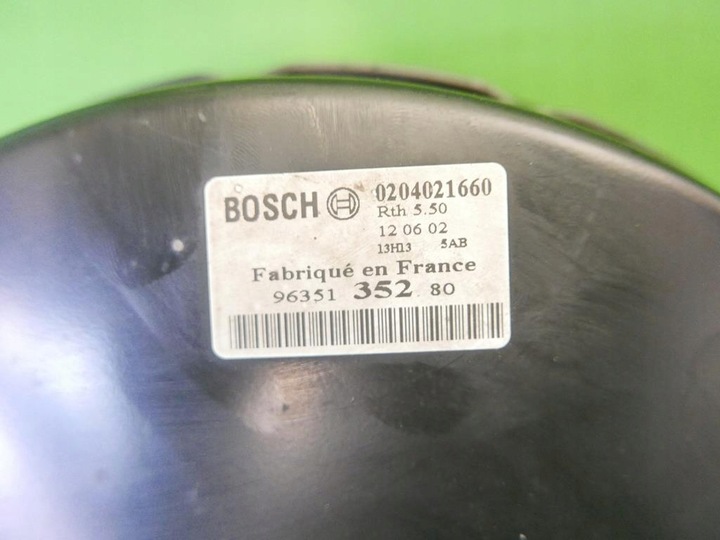 BOSCH 0204021660
Rth 5.50
12 06 02
13H13 5AB
Fabriqué en France
96351 352 80